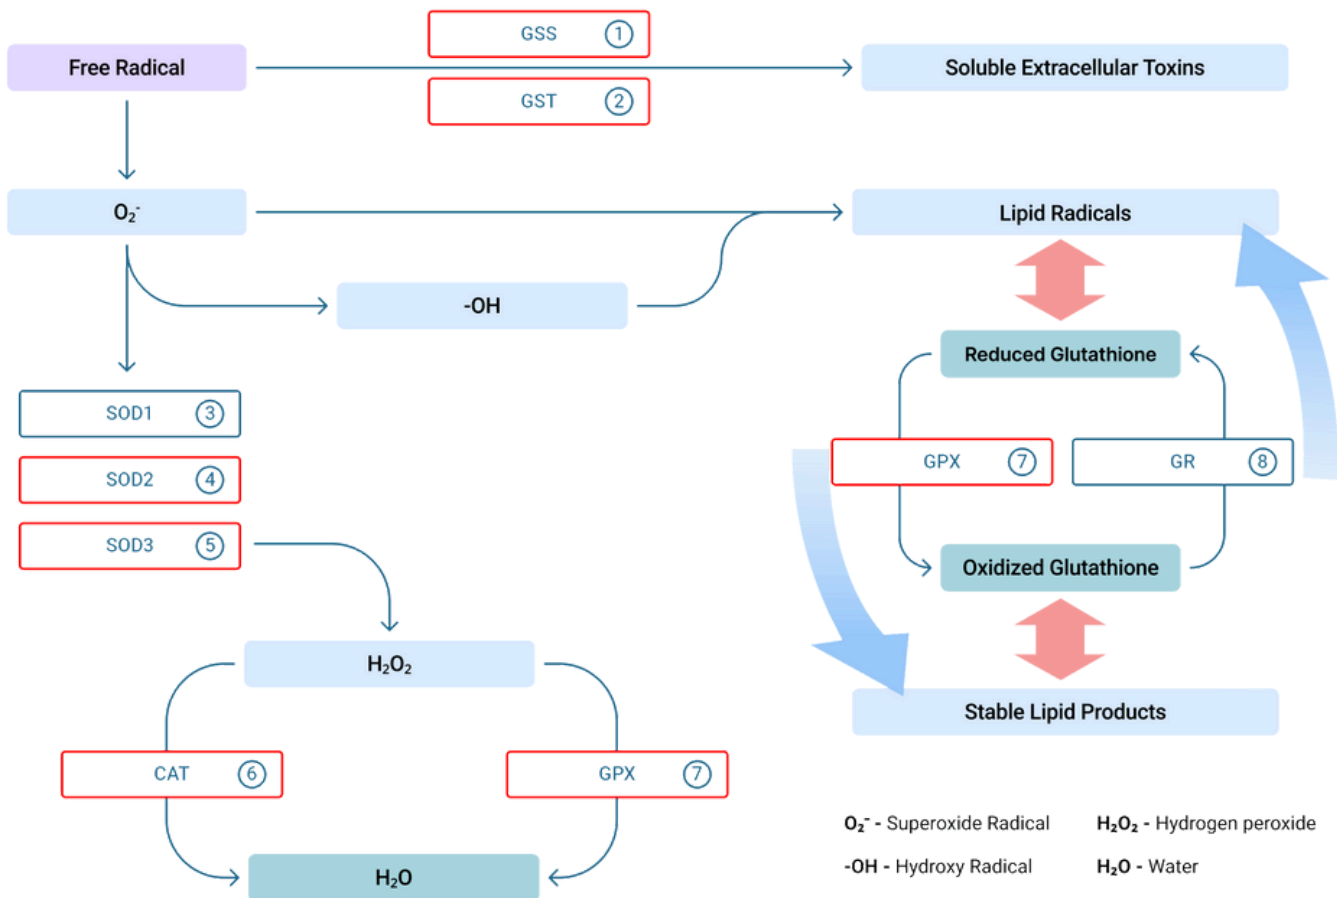 GSS 1
Free Radical
Soluble Extracellular Toxins
GST 2
O₂⁻
Lipid Radicals
-OH
Reduced Glutathione
SOD1 3
GPX 7
GR 8
SOD2 4
SOD3 5
Oxidized Glutathione
H₂O₂
Stable Lipid Products
CAT 6
GPX 7
O₂⁻ - Superoxide Radical
H₂O₂ - Hydrogen peroxide
-OH - Hydroxy Radical
H₂O - Water
H₂O